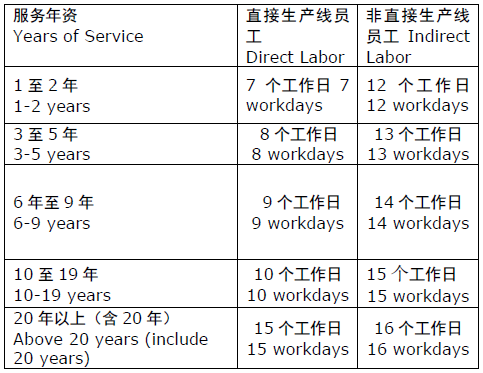 服务年资
Years of Service
直接生产线员
工
Direct Labor
非直接生产线
员工 Indirect
Labor
1 至 2 年
1-2 years
7 个工作日 7
workdays
12 个工作日
12 workdays
3 至 5 年
3-5 years
8 个工作日
8 workdays
13 个工作日
13 workdays
6 年至 9 年
6-9 years
9 个工作日
9 workdays
14 个工作日
14 workdays
10 至 19 年
10-19 years
10 个工作日
10 workdays
15 个工作日
15 workdays
20 年以上（含 20 年）
Above 20 years (include
20 years)
15 个工作日
15 workdays
16 个工作日
16 workdays